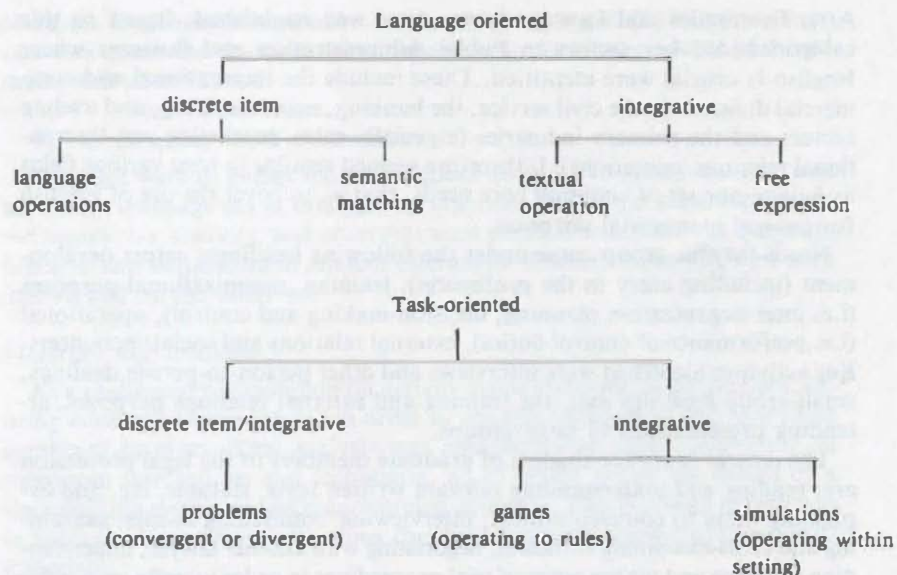 Language oriented
discrete item integrative
language semantic textual free
operations matching operation expression
Task-oriented
discrete item/integrative integrative
problems games simulations
(convergent or divergent) (operating to rules) (operating within
setting)